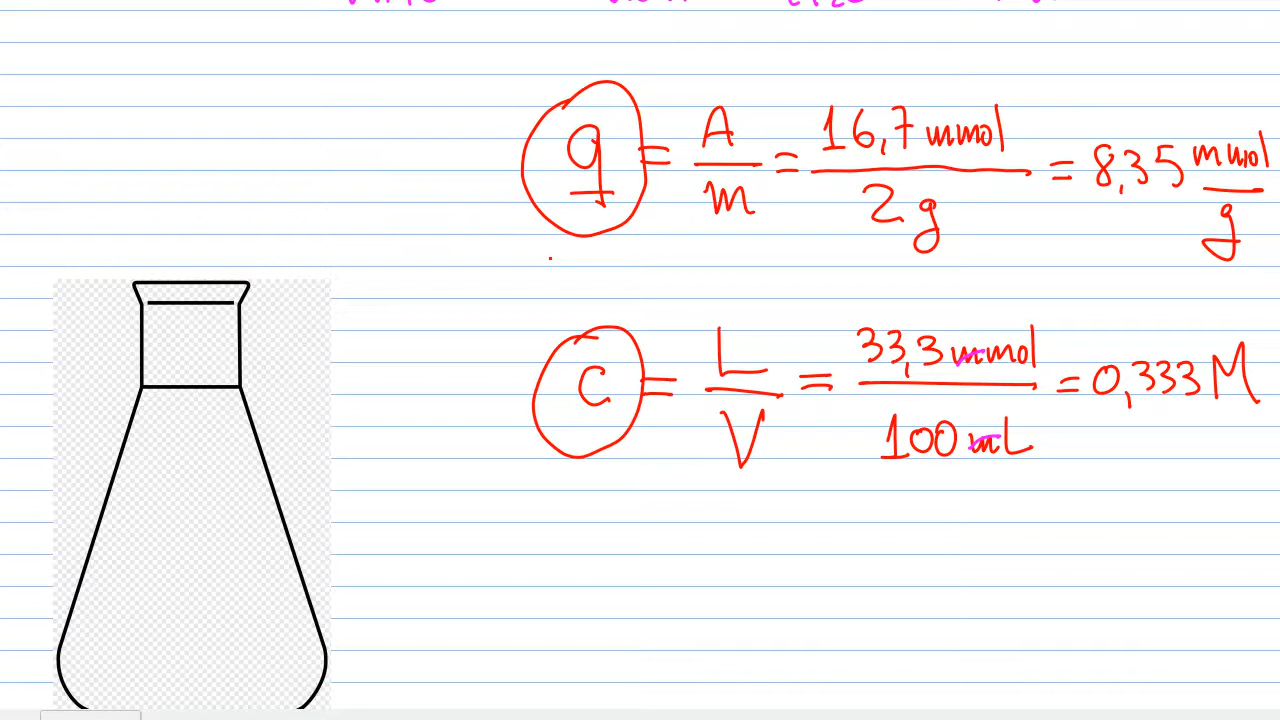 q = A/m = 16,7 mmol/2 g = 8,35 mmol/g
c = L/V = 33,3 mmol/100 mL = 0,333 M